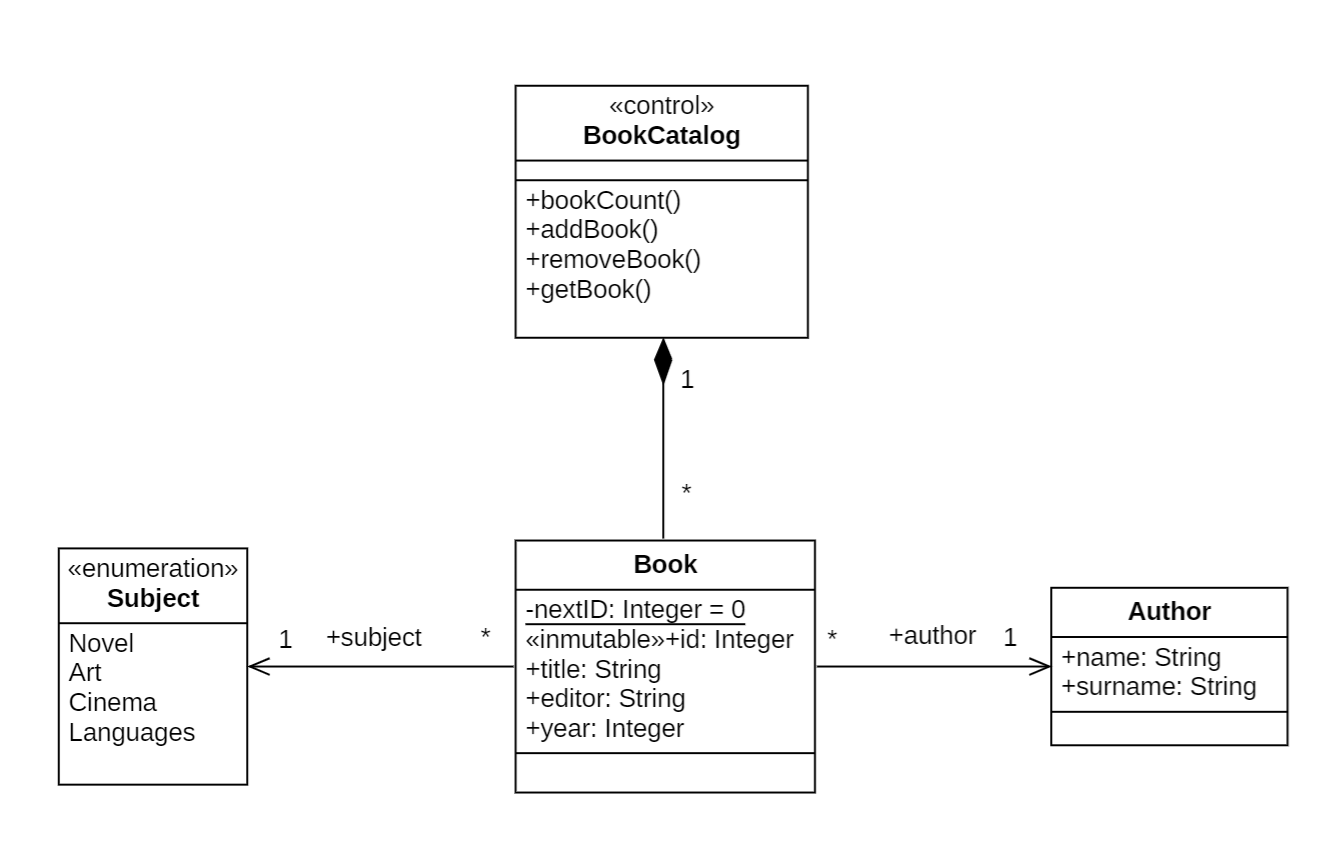 «control»
BookCatalog
+bookCount()
+addBook()
+removeBook()
+getBook()
1
*
«enumeration»
Subject
Novel
Art
Cinema
Languages
1
+subject
*
Book
-nextID: Integer = 0
«inmutable»+id: Integer
+title: String
+editor: String
+year: Integer
*
+author
1
Author
+name: String
+surname: String